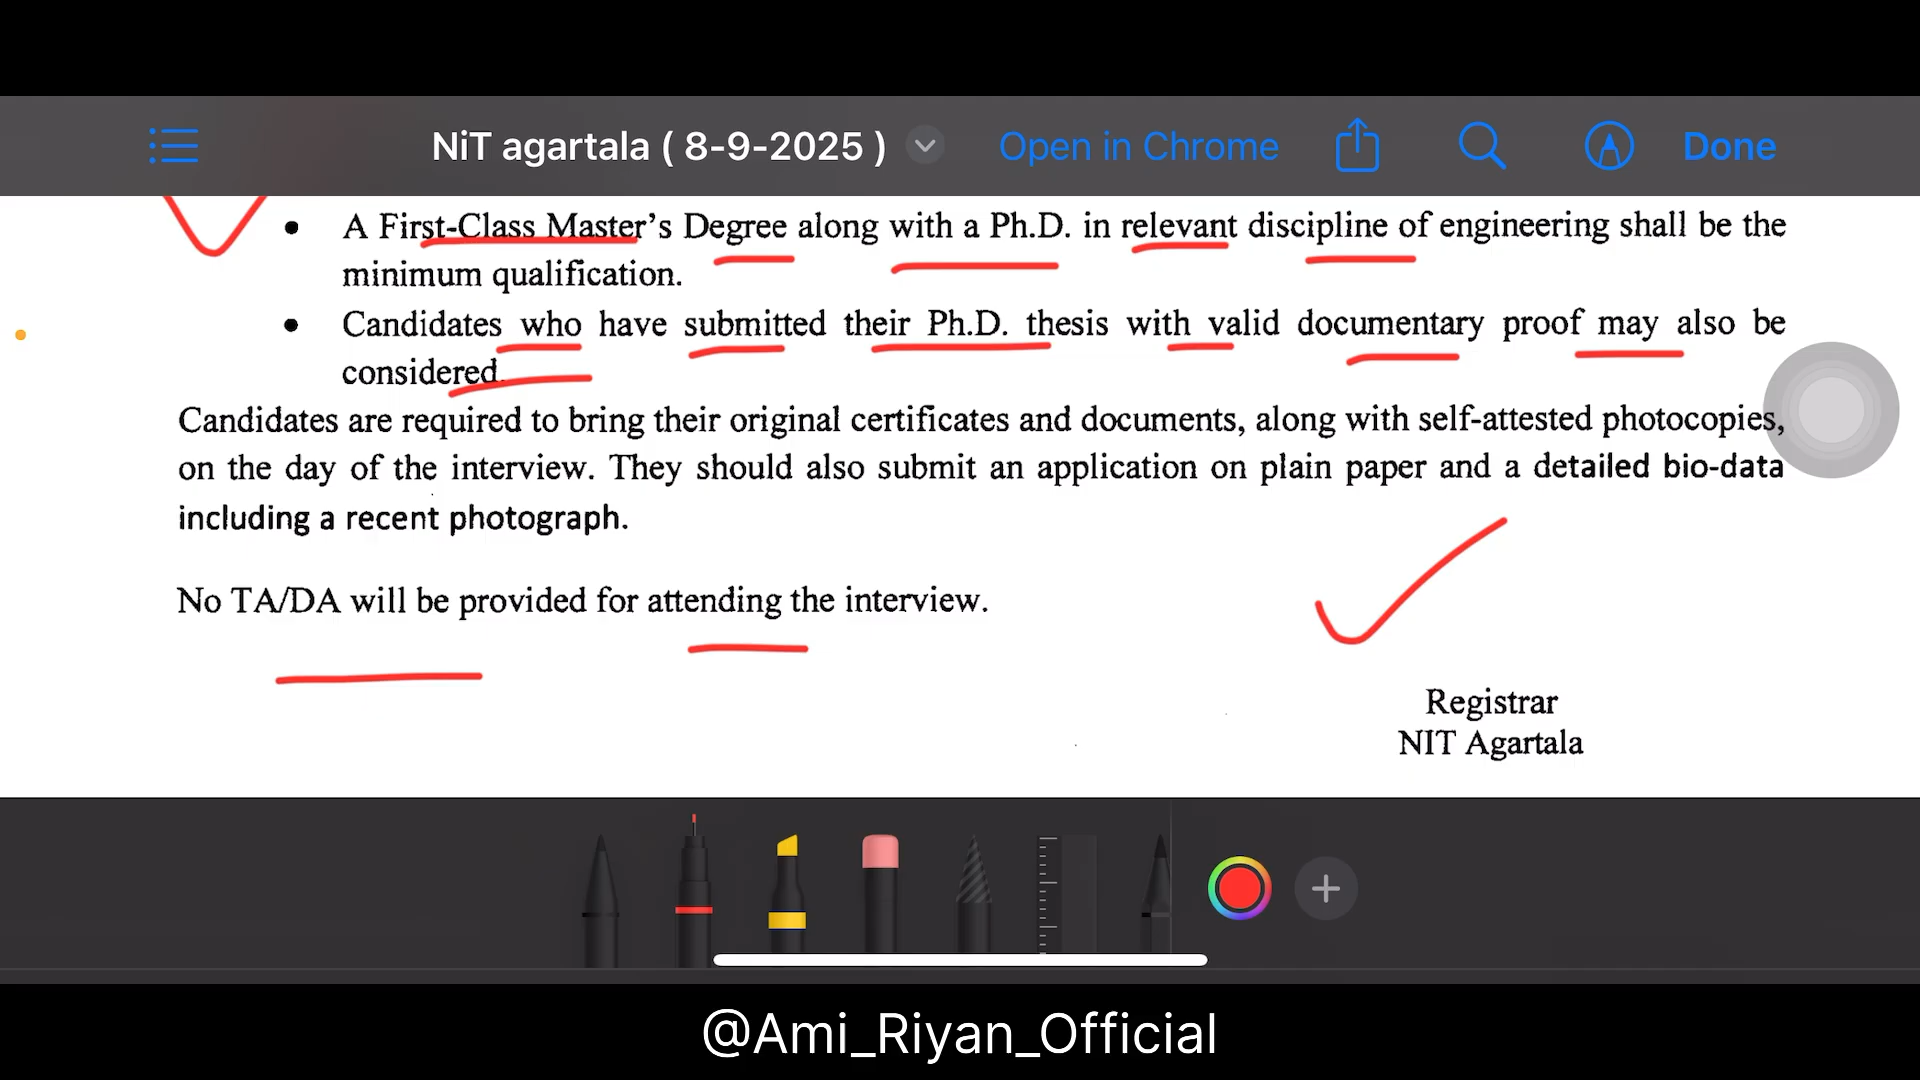 NiT agartala ( 8-9-2025 )
Open in Chrome
Done
• A First-Class Master's Degree along with a Ph.D. in relevant discipline of engineering shall be the
minimum qualification.
• Candidates who have submitted their Ph.D. thesis with valid documentary proof may also be
considered.
Candidates are required to bring their original certificates and documents, along with self-attested photocopies,
on the day of the interview. They should also submit an application on plain paper and a detailed bio-data
including a recent photograph.
No TA/DA will be provided for attending the interview.
Registrar
NIT Agartala
@Ami_Riyan_Official